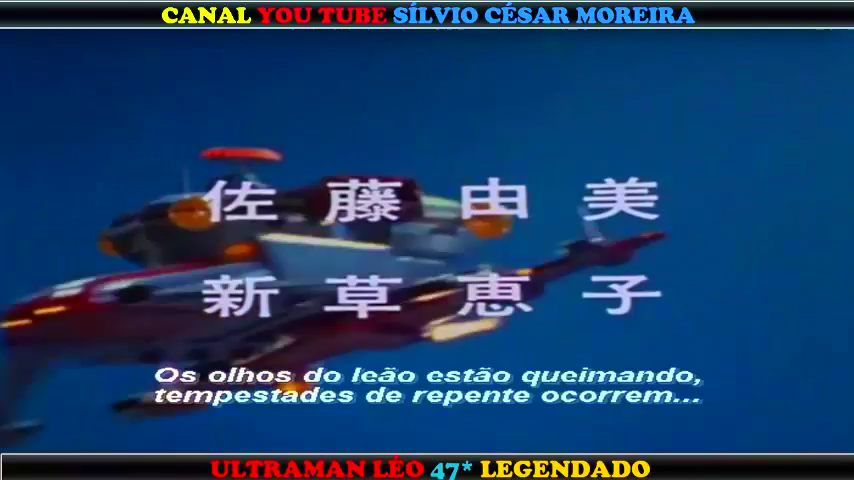 CANAL YOU TUBE SÍLVIO CÉSAR MOREIRA
佐藤由美
新草恵子
Os olhos do leão estão queimando,
tempestades de repente ocorrem...
ULTRAMAN LÉO 47* LEGENDADO